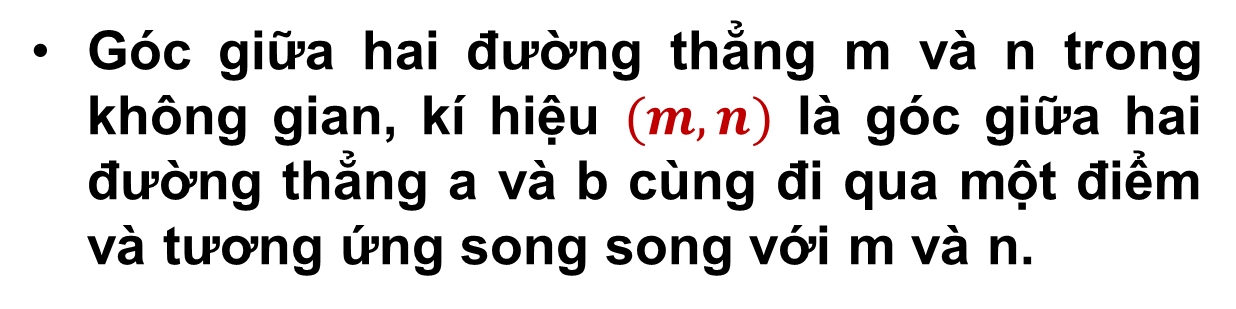 • Góc giữa hai đường thẳng m và n trong
không gian, kí hiệu (m, n) là góc giữa hai
đường thẳng a và b cùng đi qua một điểm
và tương ứng song song với m và n.